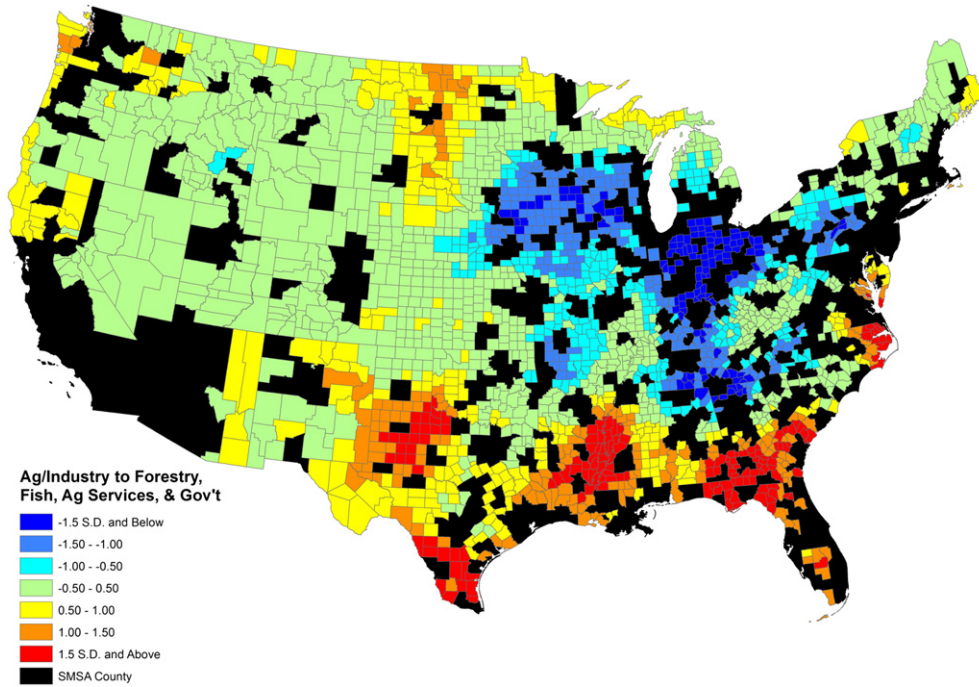 Ag/Industry to Forestry,
Fish, Ag Services, & Gov't
-1.5 S.D. and Below
-1.50 - -1.00
-1.00 - -0.50
-0.50 - 0.50
0.50 - 1.00
1.00 - 1.50
1.5 S.D. and Above
SMSA County